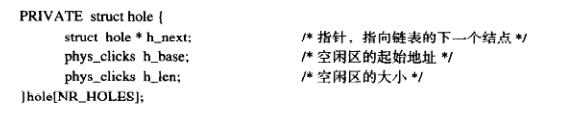 PRIVATE struct hole {
struct hole * h_next; /* 指针，指向链表的下一个结点 */
phys_clicks h_base; /* 空闲区的起始地址 */
phys_clicks h_len; /* 空闲区的大小 */
}hole[NR_HOLES];